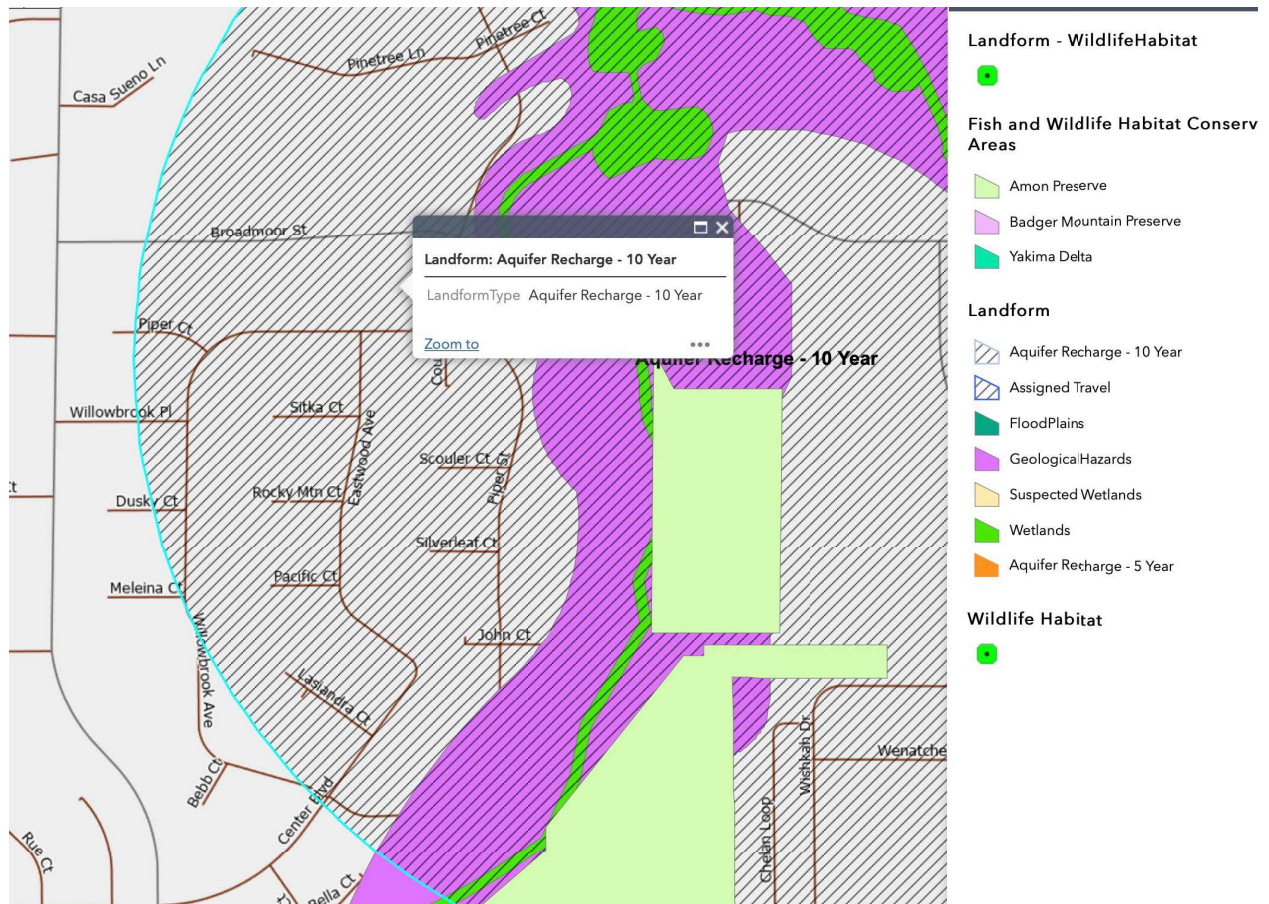 Pinetree Ct
Pinetree Ln
Casa Sueno Ln
Broadmoor St
Landform: Aquifer Recharge - 10 Year
LandformType Aquifer Recharge - 10 Year
Zoom to
Aquifer Recharge - 10 Year
Piper Ct
Cou
Willowbrook Pl
Sitka Ct
Eastwood Ave
Scouler Ct
Piper St
Rocky Mtn Ct
Dusky Ct
Silverleaf Ct
Pacific Ct
Meleina Ct
Willowbrook Ave
John Ct
Lasiandra Ct
Bebb Ct
Center Blvd
Rue Ct
Bella Ct
Wishkah Dr
Wenatche
Chelan Loop
Landform - WildlifeHabitat
Fish and Wildlife Habitat Conserv
Areas
Amon Preserve
Badger Mountain Preserve
Yakima Delta
Landform
Aquifer Recharge - 10 Year
Assigned Travel
FloodPlains
GeologicalHazards
Suspected Wetlands
Wetlands
Aquifer Recharge - 5 Year
Wildlife Habitat